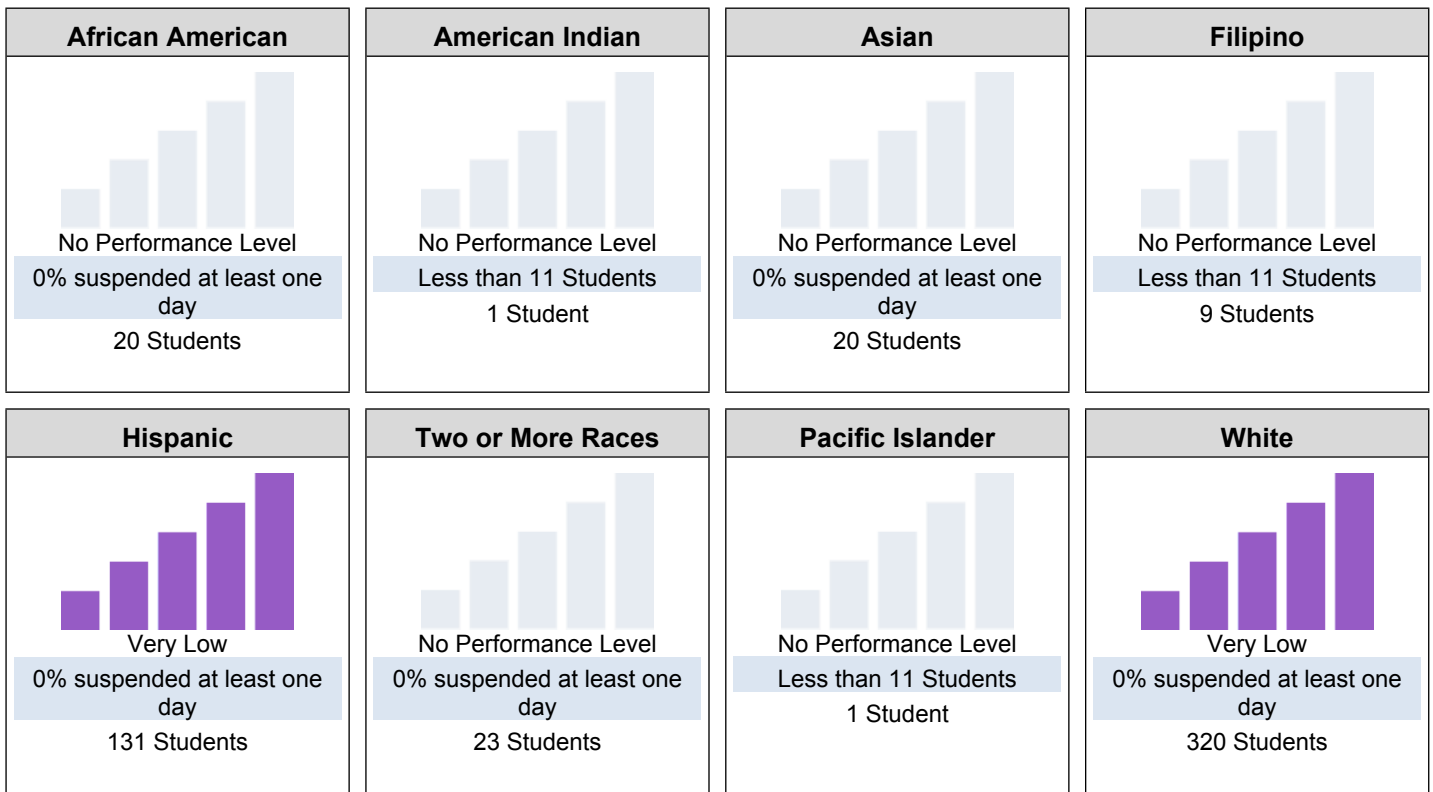 African American
No Performance Level
0% suspended at least one
day
20 Students
American Indian
No Performance Level
Less than 11 Students
1 Student
Asian
No Performance Level
0% suspended at least one
day
20 Students
Filipino
No Performance Level
Less than 11 Students
9 Students
Hispanic
Very Low
0% suspended at least one
day
131 Students
Two or More Races
No Performance Level
0% suspended at least one
day
23 Students
Pacific Islander
No Performance Level
Less than 11 Students
1 Student
White
Very Low
0% suspended at least one
day
320 Students